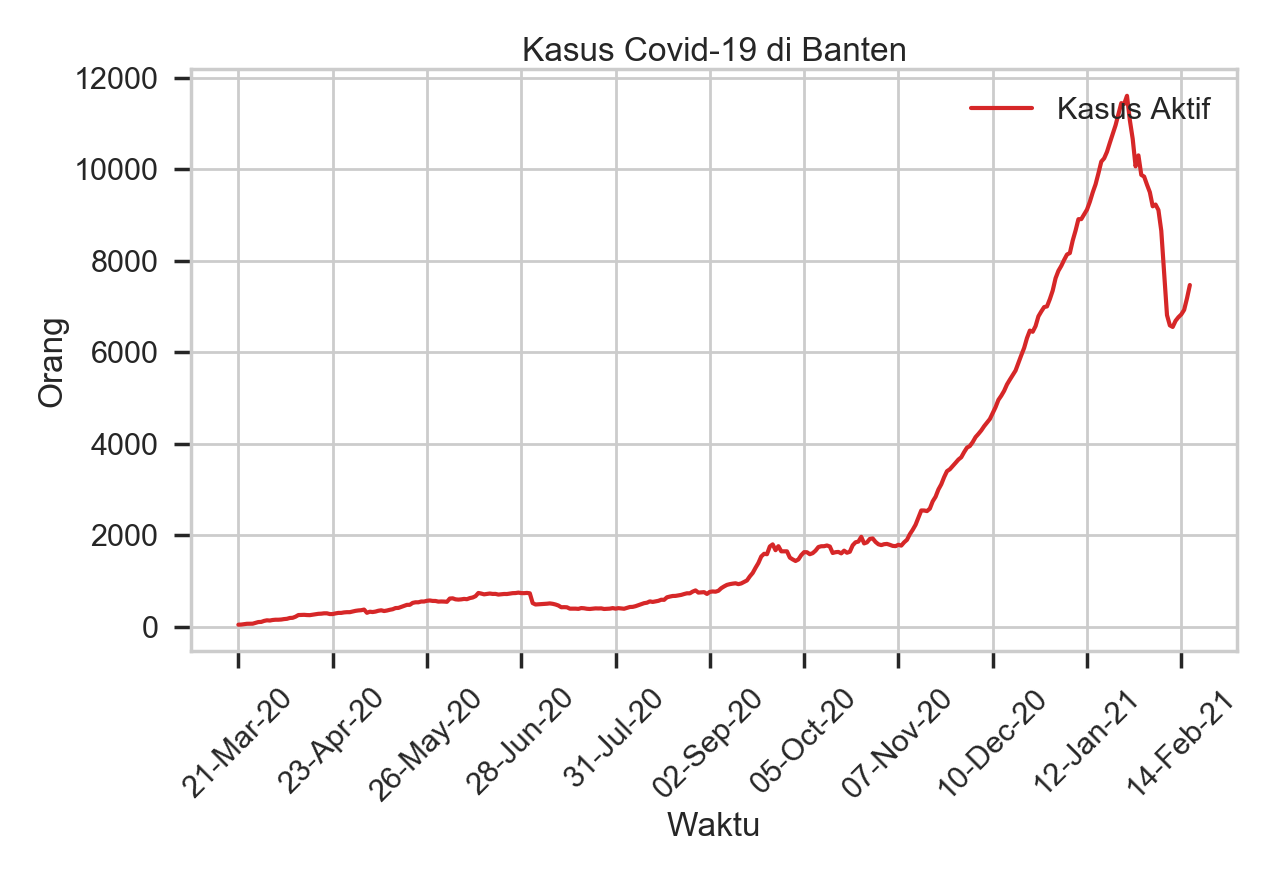 Kasus Covid-19 di Banten
12000
10000
8000
6000
4000
2000
0
Orang
Kasus Aktif
21-Mar-20
23-Apr-20
26-May-20
28-Jun-20
31-Jul-20
02-Sep-20
05-Oct-20
07-Nov-20
10-Dec-20
12-Jan-21
14-Feb-21
Waktu